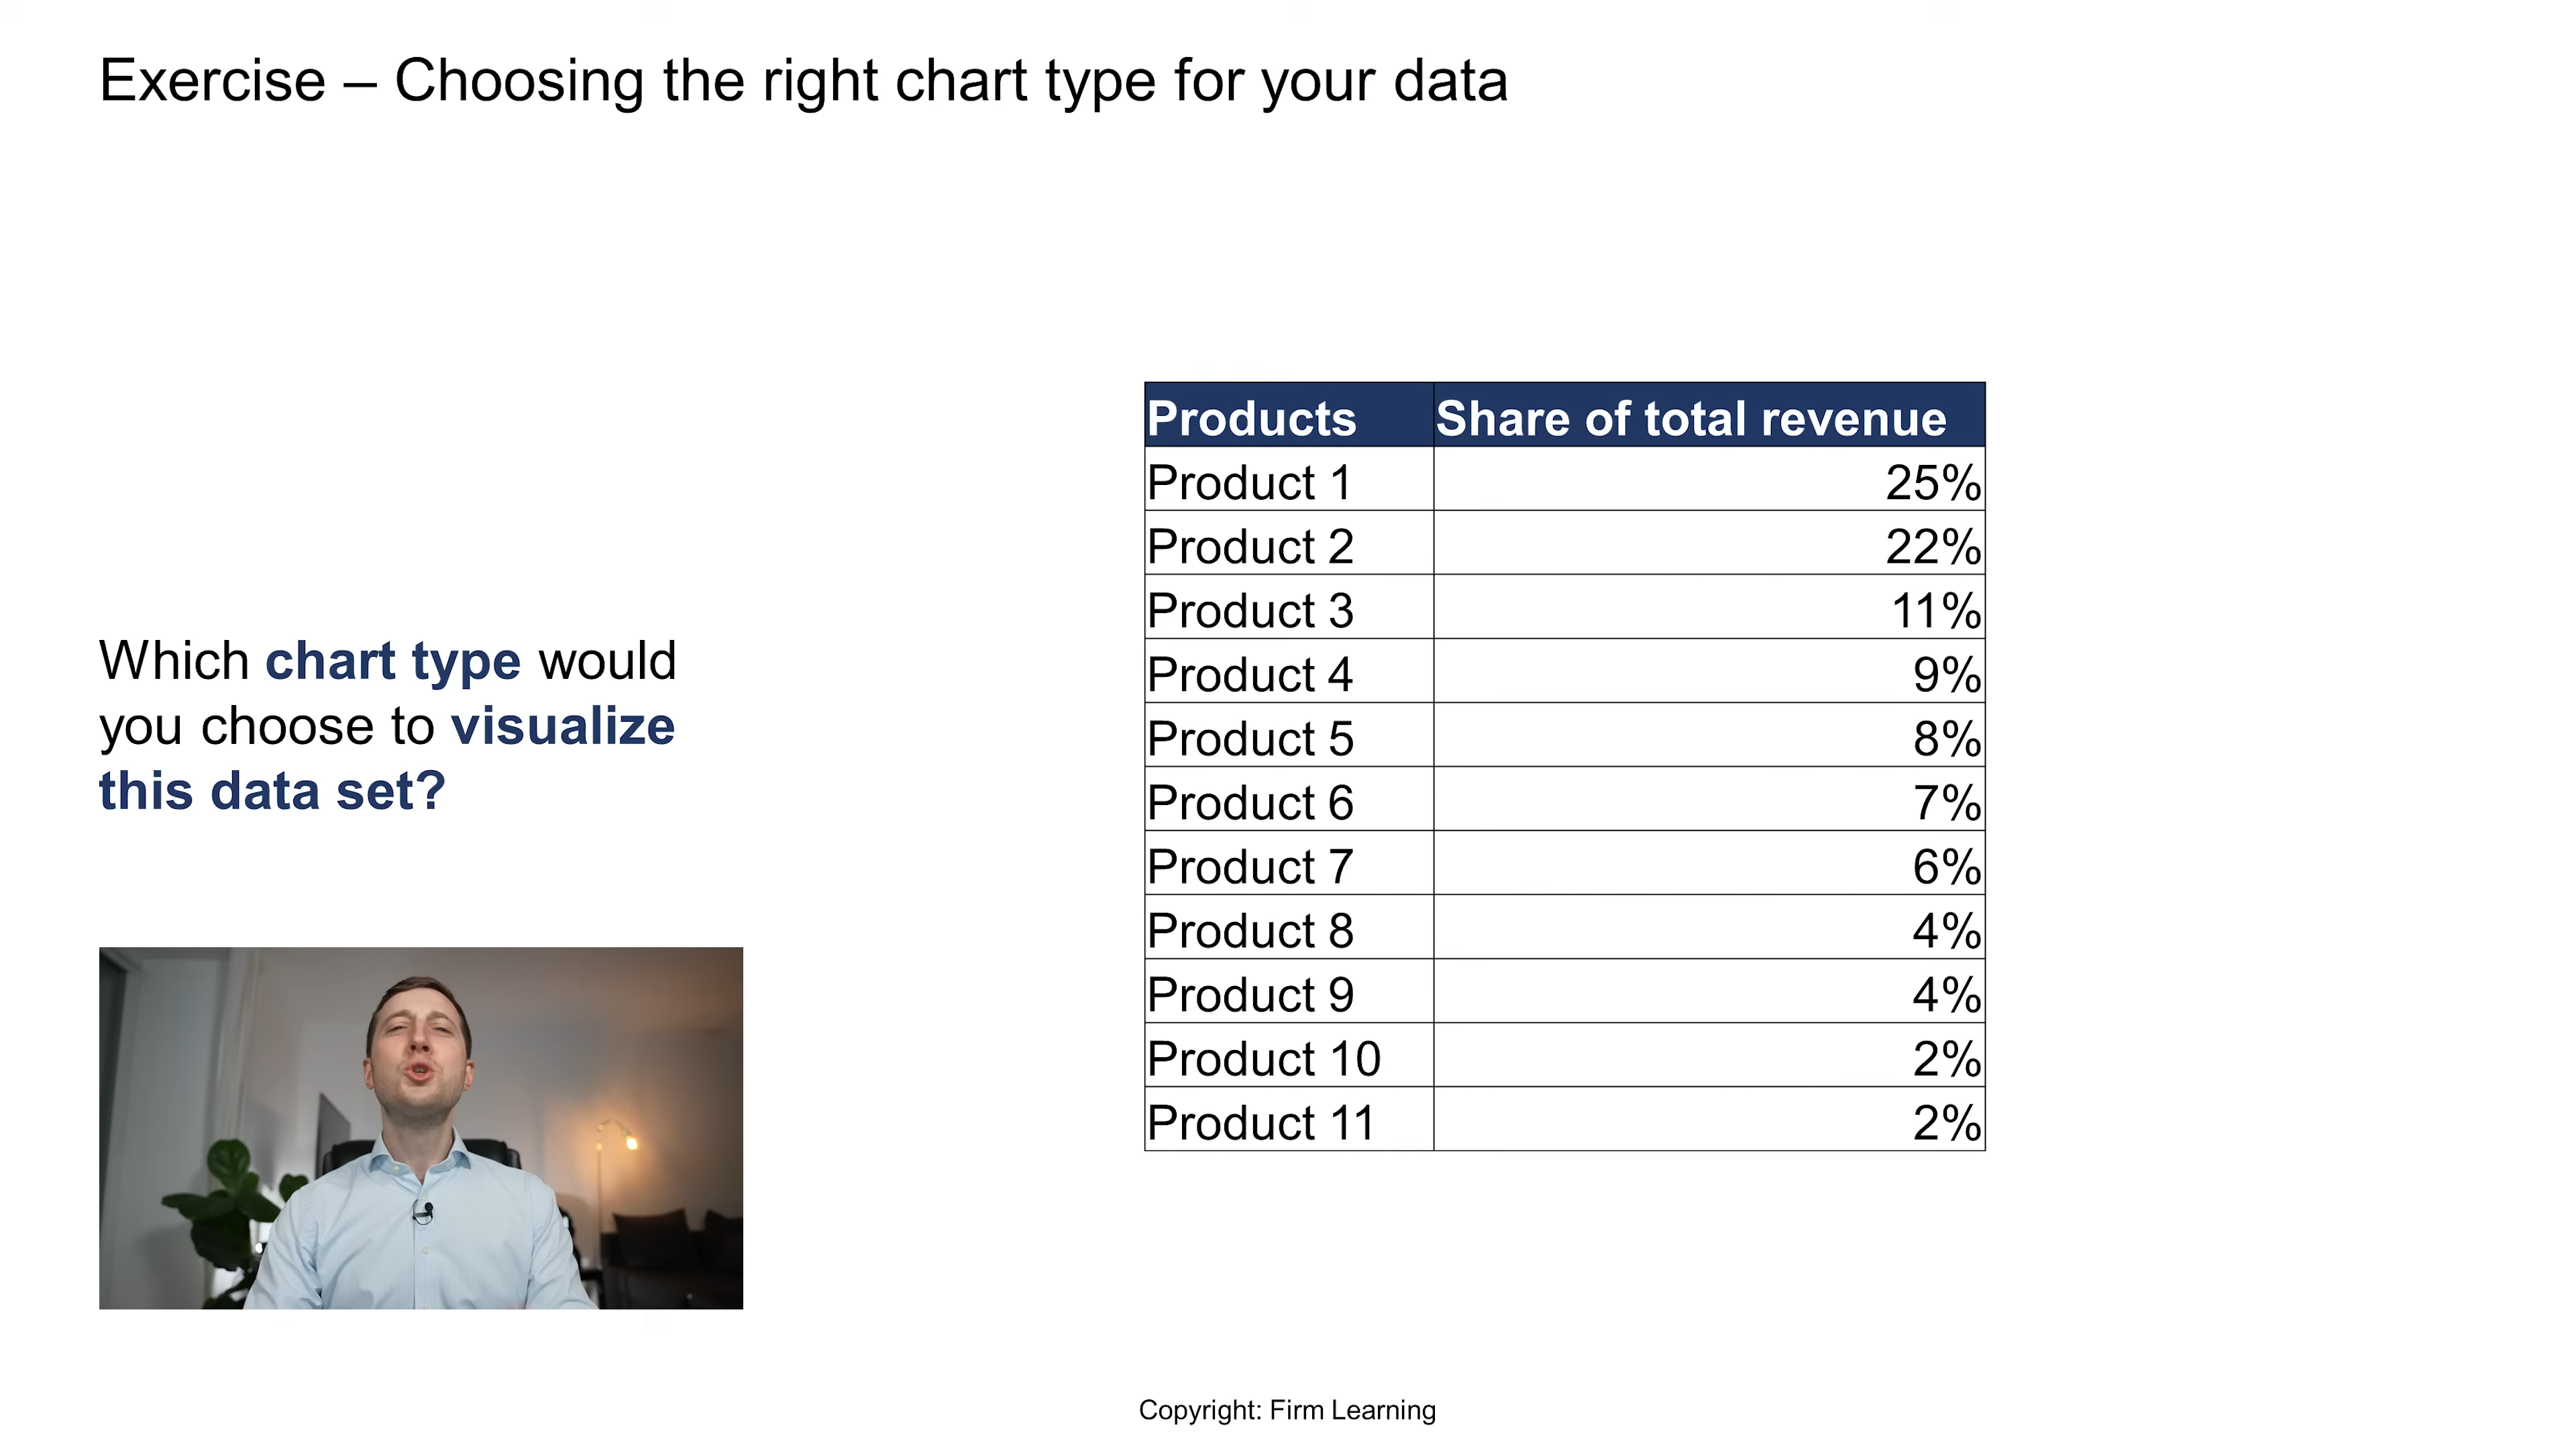 Exercise – Choosing the right chart type for your data
Which chart type would
you choose to visualize
this data set?
Products Share of total revenue
Product 1 25%
Product 2 22%
Product 3 11%
Product 4 9%
Product 5 8%
Product 6 7%
Product 7 6%
Product 8 4%
Product 9 4%
Product 10 2%
Product 11 2%
Copyright: Firm Learning